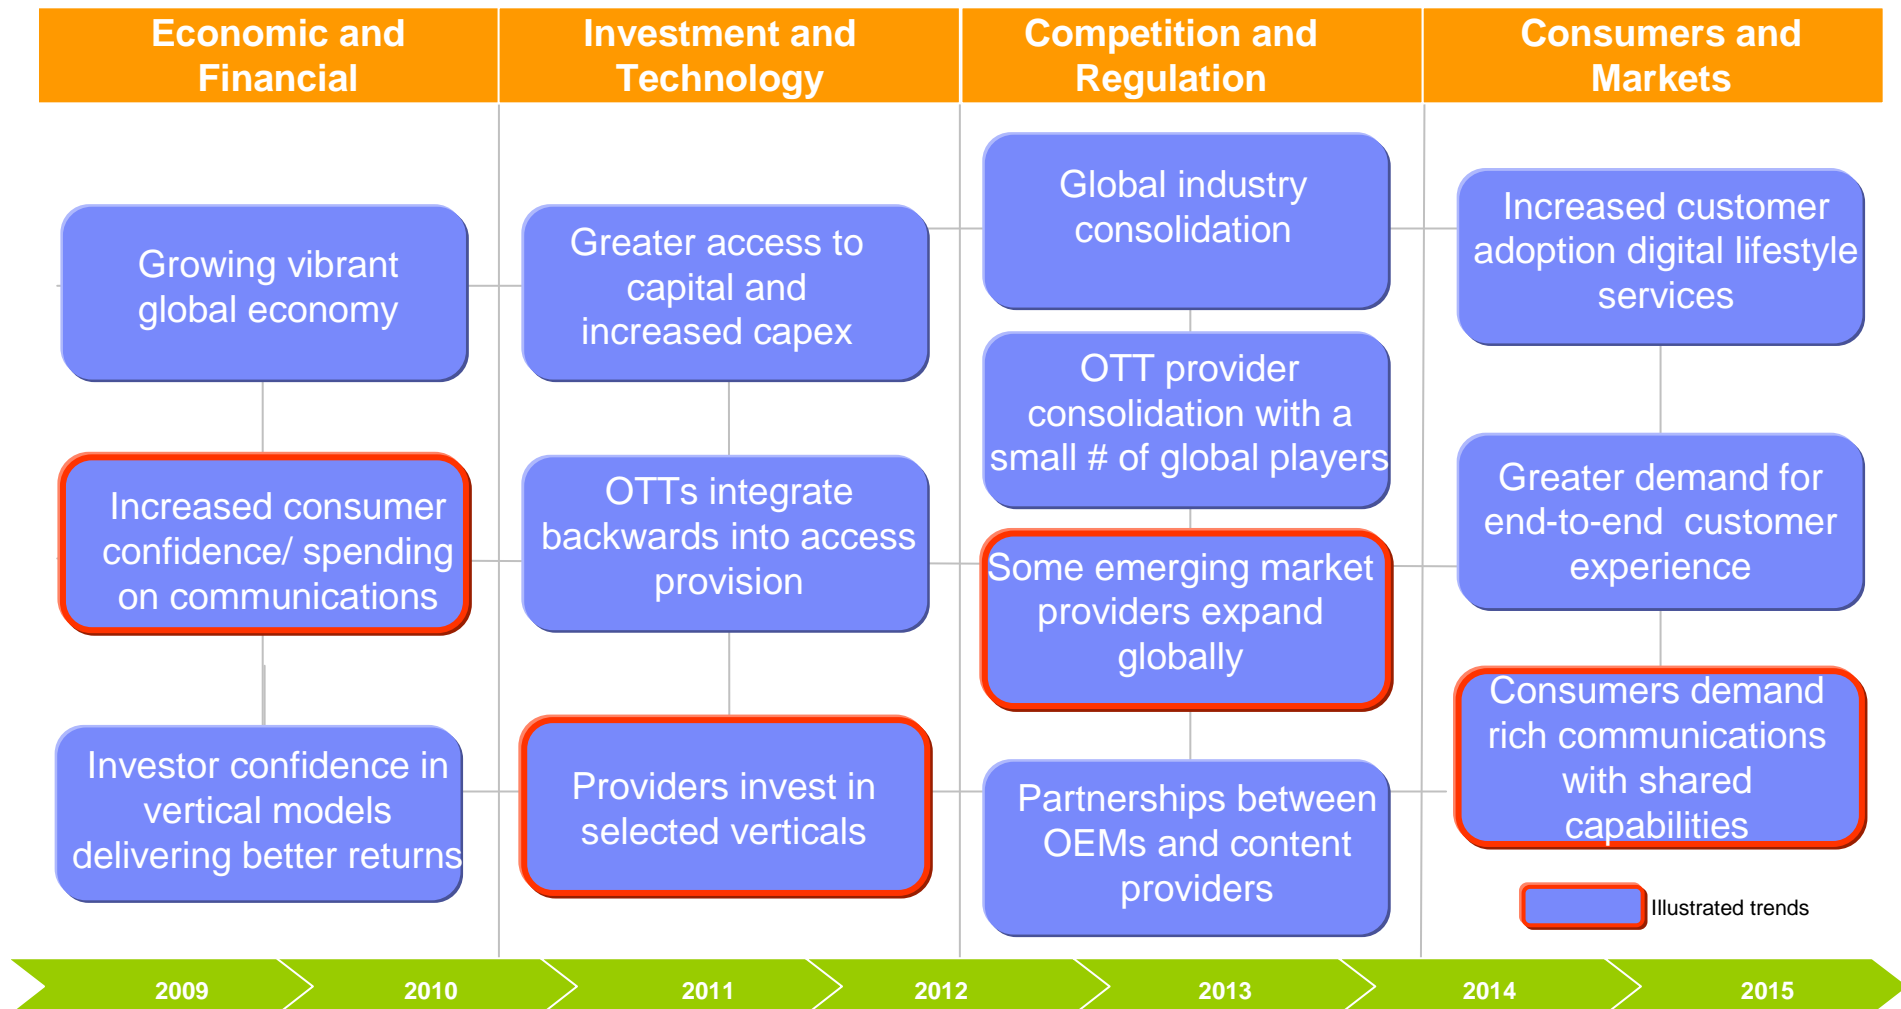 Economic and
Financial
Investment and
Technology
Competition and
Regulation
Consumers and
Markets
Growing vibrant
global economy
Increased consumer
confidence/ spending
on communications
Investor confidence in
vertical models
delivering better returns
Greater access to
capital and
increased capex
OTTs integrate
backwards into access
provision
Providers invest in
selected verticals
Global industry
consolidation
OTT provider
consolidation with a
small # of global players
Some emerging market
providers expand
globally
Partnerships between
OEMs and content
providers
Increased customer
adoption digital lifestyle
services
Greater demand for
end-to-end  customer
experience
Consumers demand
rich communications
with shared
capabilities
Illustrated trends
2009
2010
2011
2012
2013
2014
2015